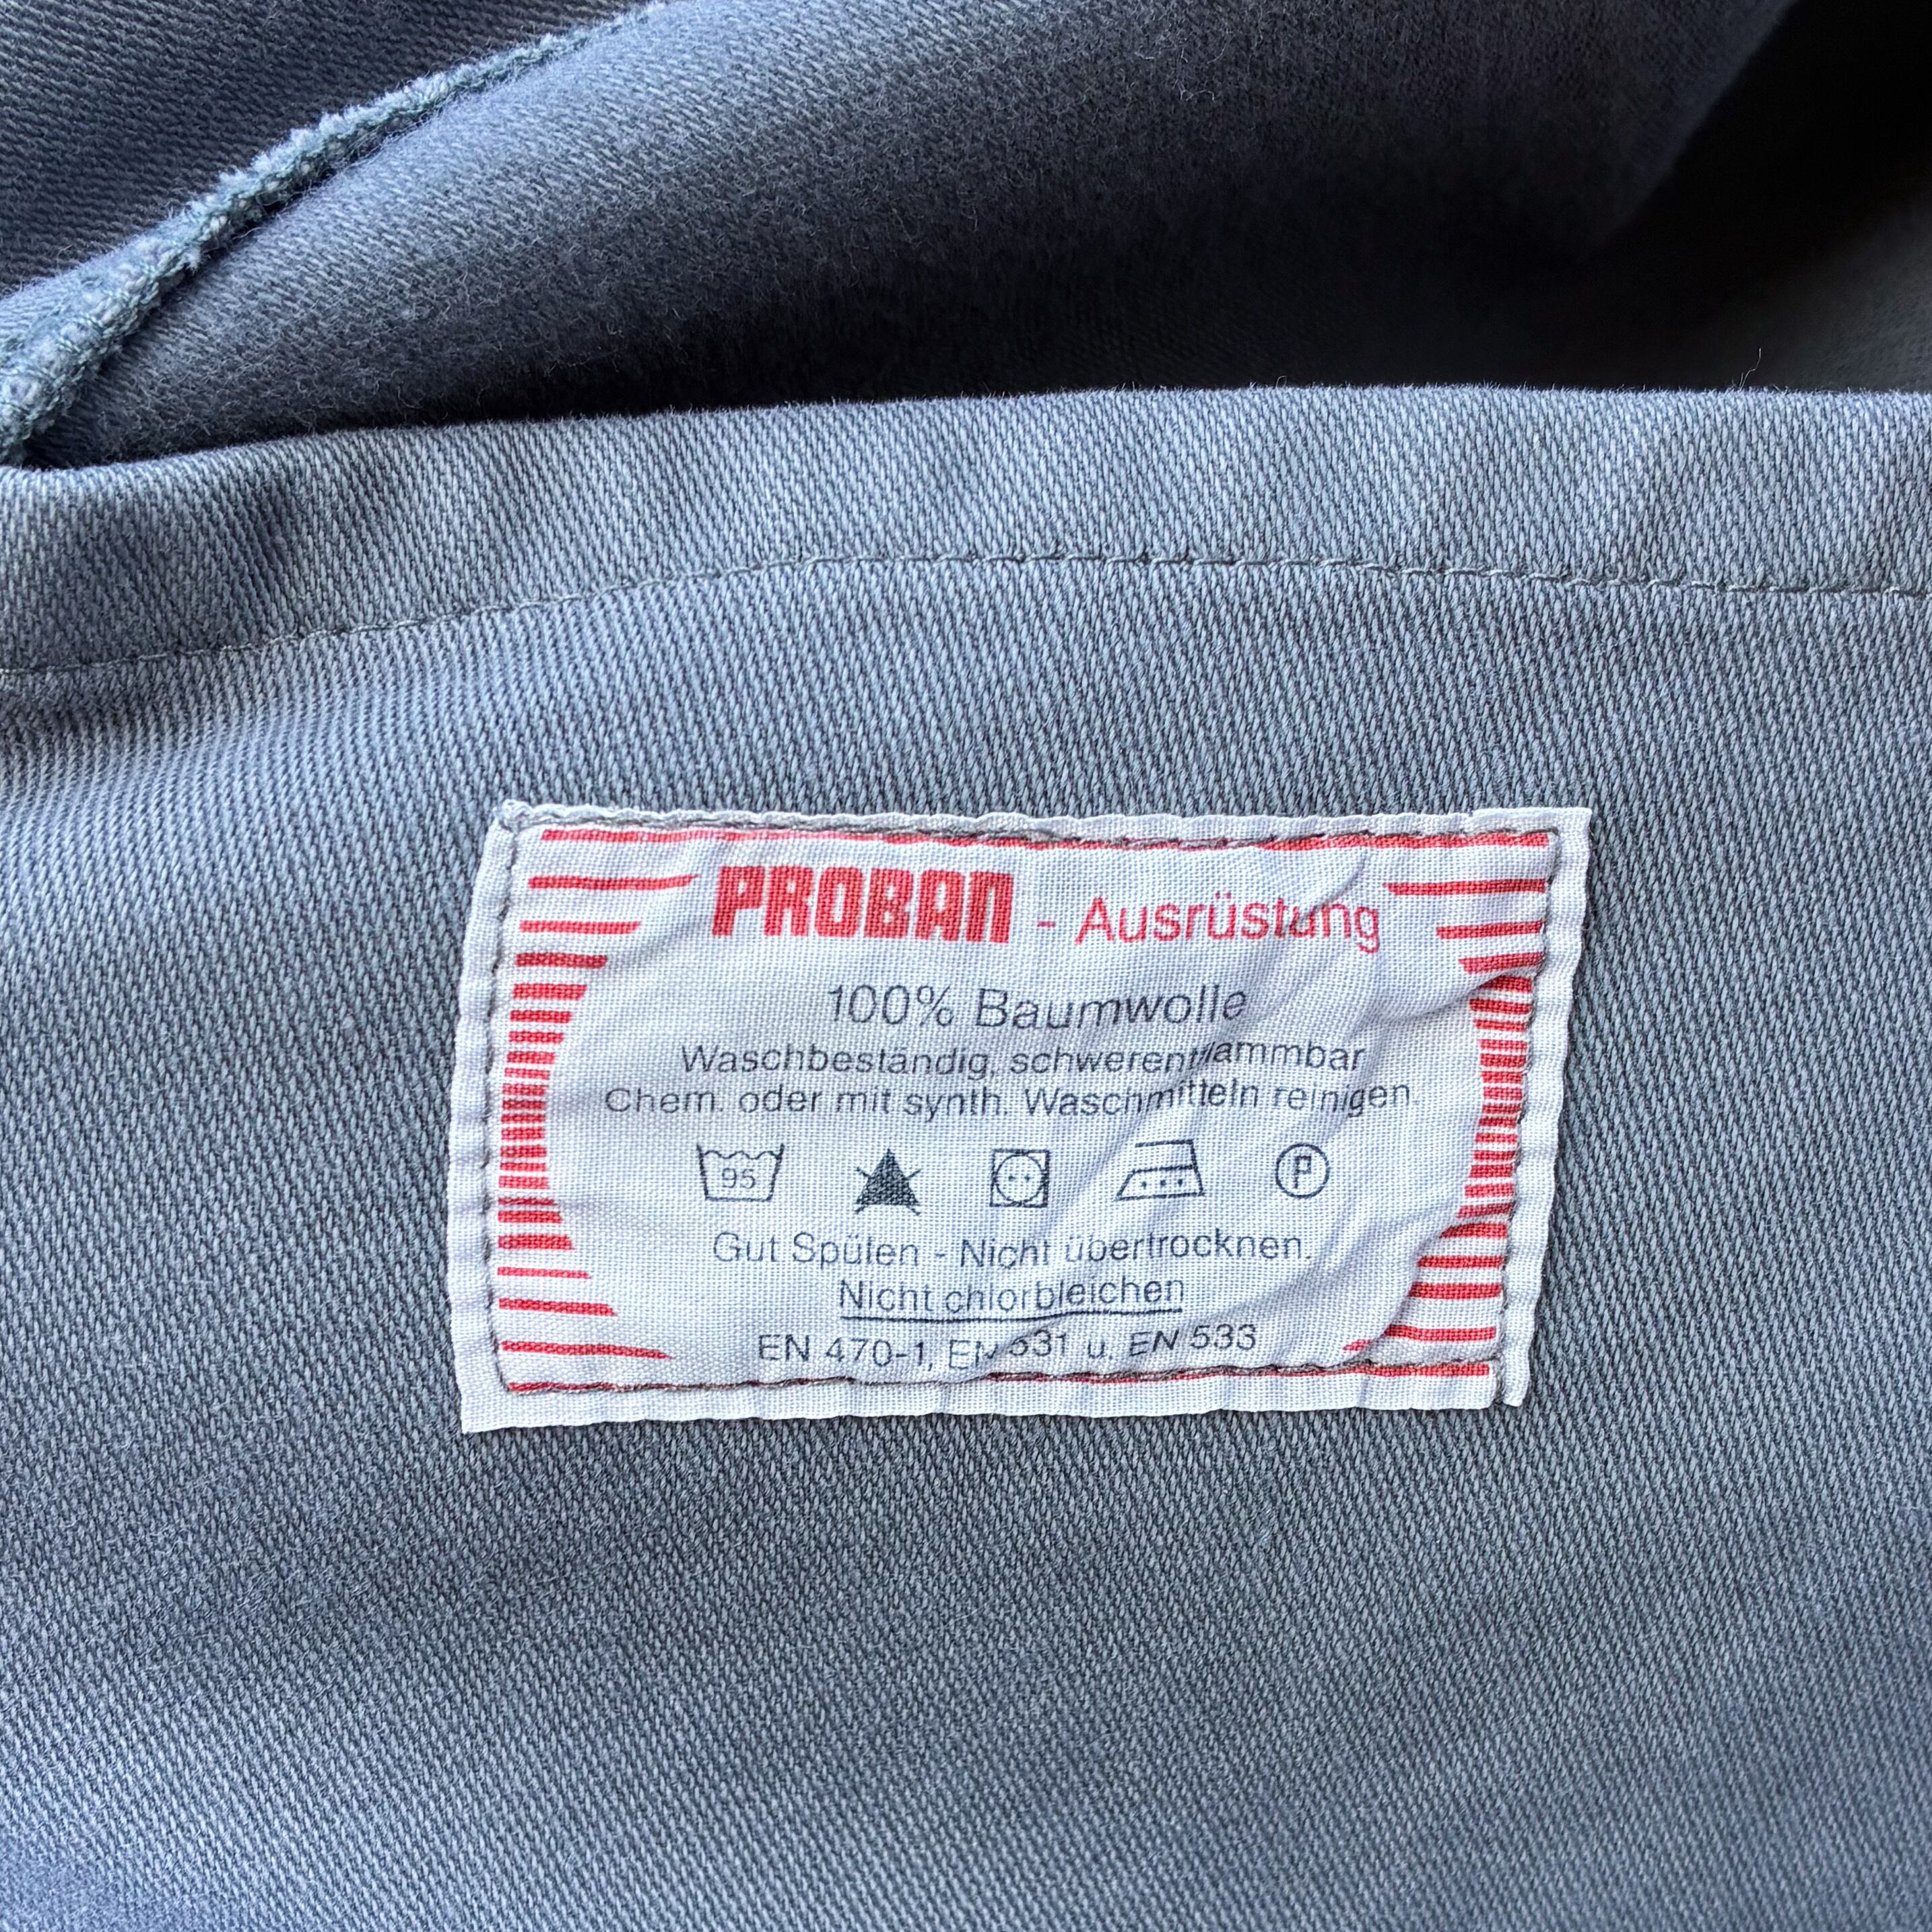 PROBAN - Ausrüstung
100% Baumwolle
Waschbeständig, schwerentflammbar
Chem. oder mit synth. Waschmitteln reinigen.
95 P
Gut Spülen - Nicht übertrocknen.
Nicht chlorbleichen
EN 470-1, EN 531 u. EN 533